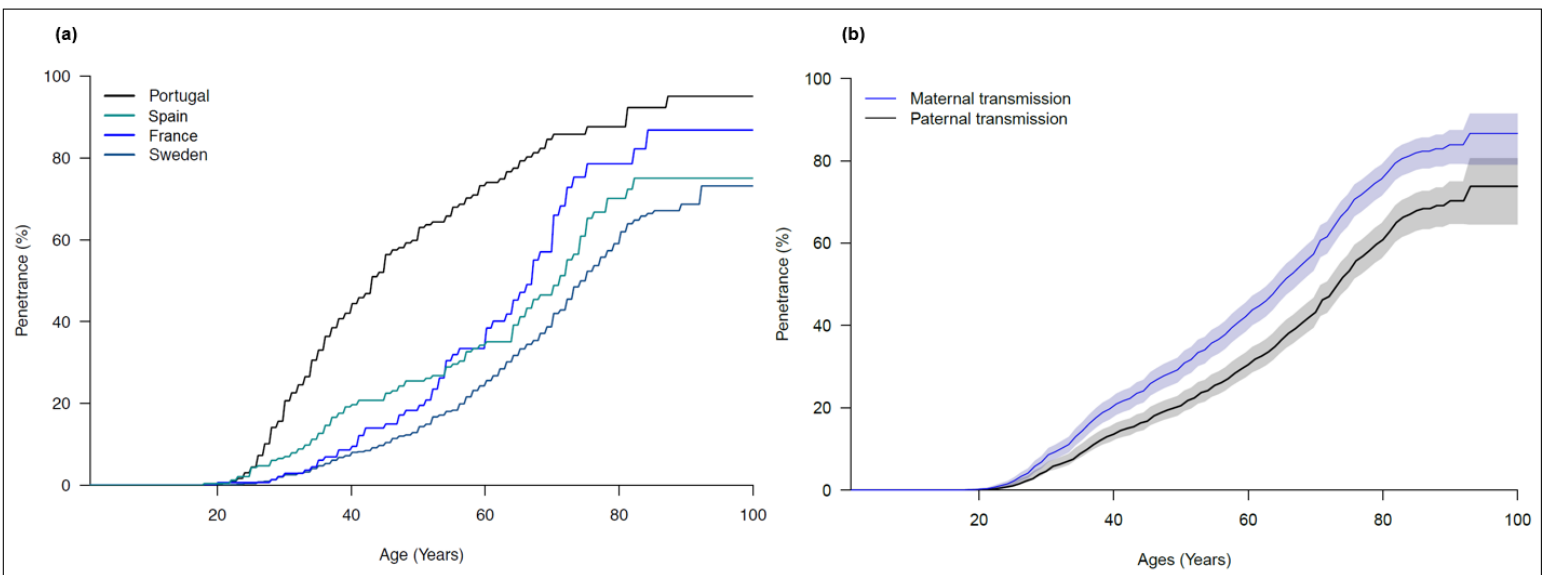 (a)
100
80
60
40
20
0
Penetrance (%)
Portugal
Spain
France
Sweden
20 40 60 80 100
Age (Years)
(b)
100
80
60
40
20
0
Penetrance (%)
Maternal transmission
Paternal transmission
20 40 60 80 100
Ages (Years)